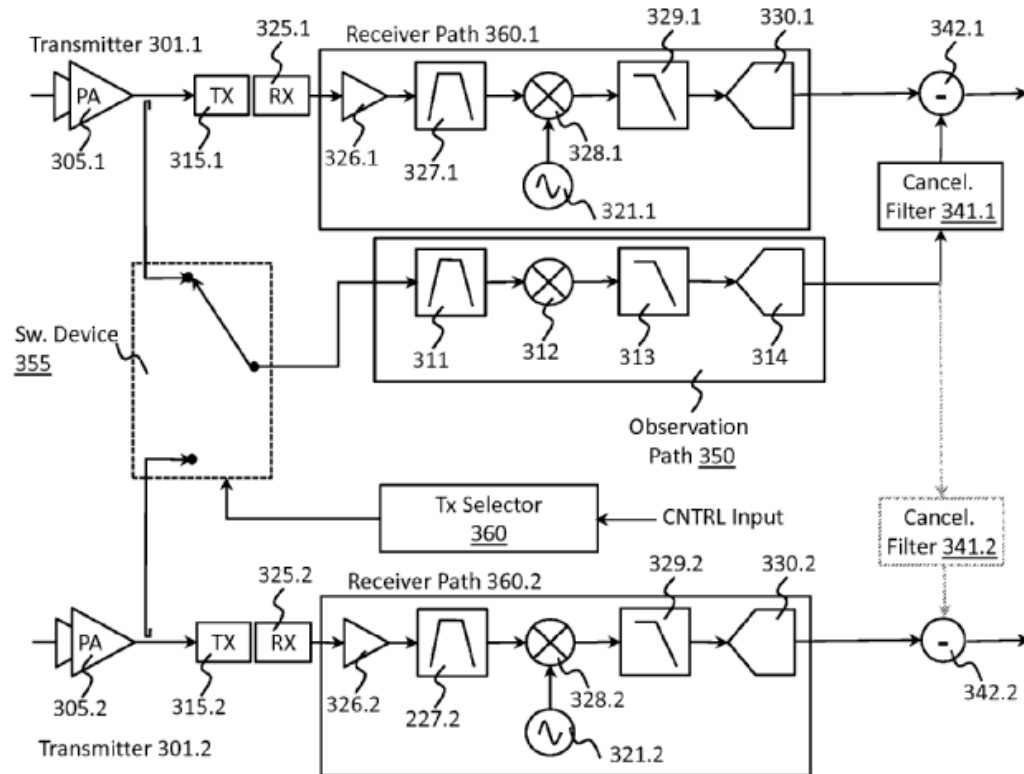 325.1
329.1
330.1
342.1
Transmitter 301.1
Receiver Path 360.1
PA
TX
RX
-
305.1
315.1
326.1
327.1
328.1
321.1
Cancel.
Filter 341.1
Sw. Device
355
311
312
313
314
Observation
Path 350
Tx Selector
360
CNTRL Input
Cancel.
Filter 341.2
325.2
Receiver Path 360.2
329.2
330.2
PA
TX
RX
-
305.2
315.2
326.2
227.2
328.2
342.2
321.2
Transmitter 301.2